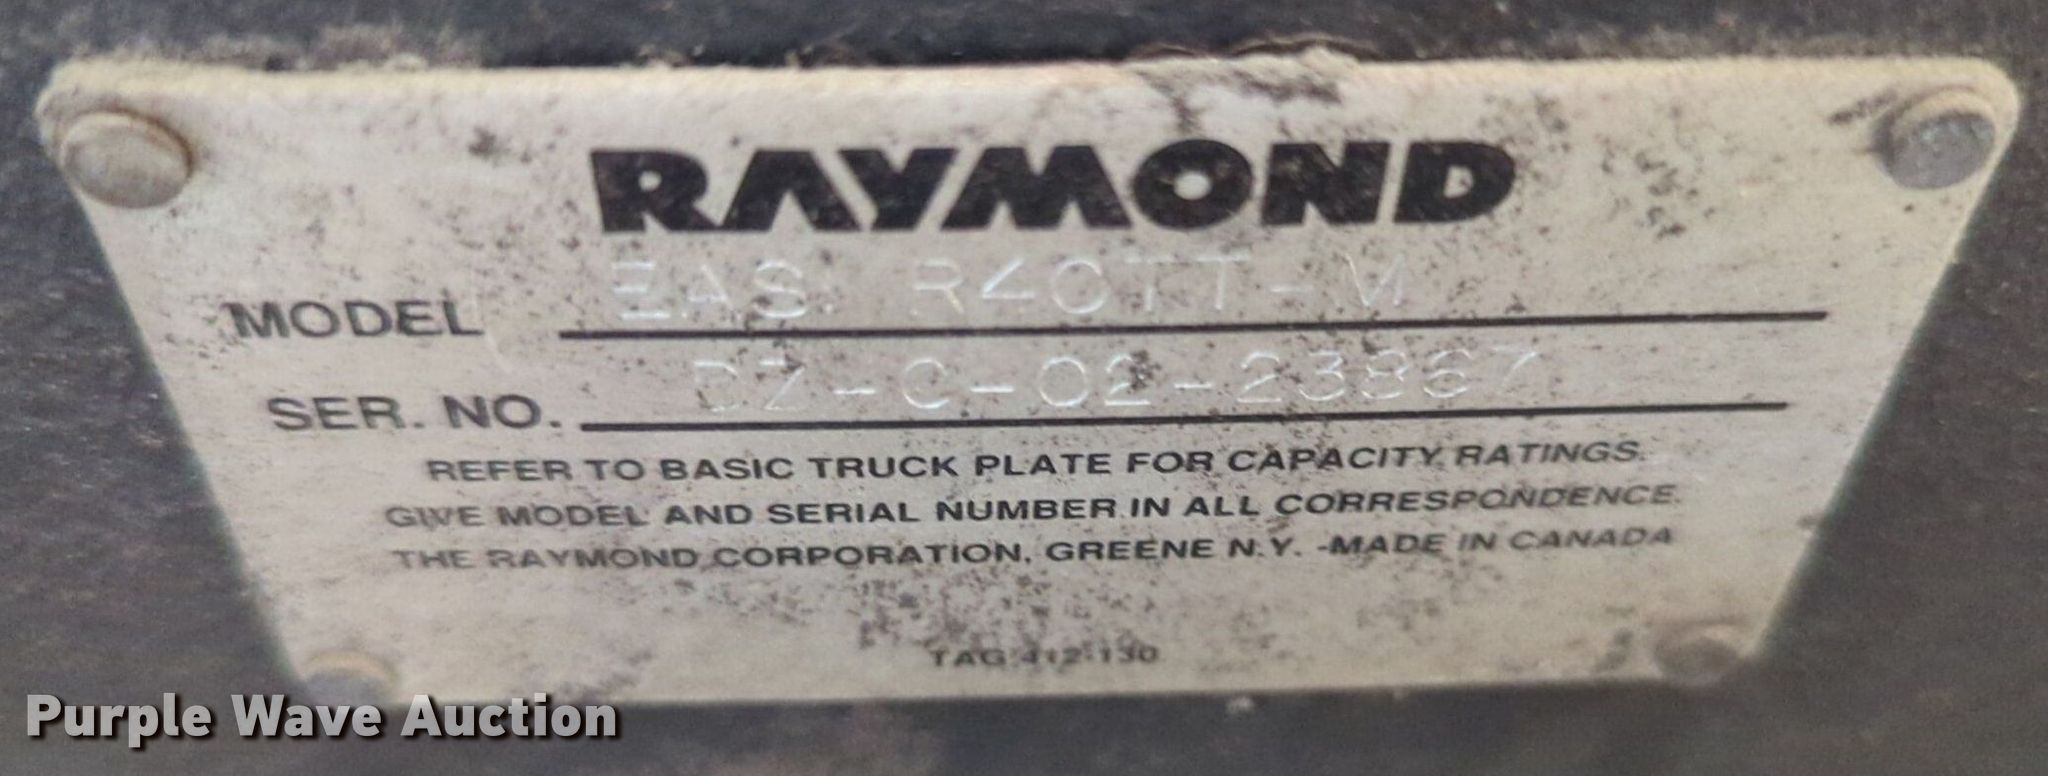 RAYMOND
MODEL EASi R40TT-M
SER. NO. DZ-C-02-23867
REFER TO BASIC TRUCK PLATE FOR CAPACITY RATINGS.
GIVE MODEL AND SERIAL NUMBER IN ALL CORRESPONDENCE.
THE RAYMOND CORPORATION, GREENE N.Y. -MADE IN CANADA
TAG 412-130
Purple Wave Auction